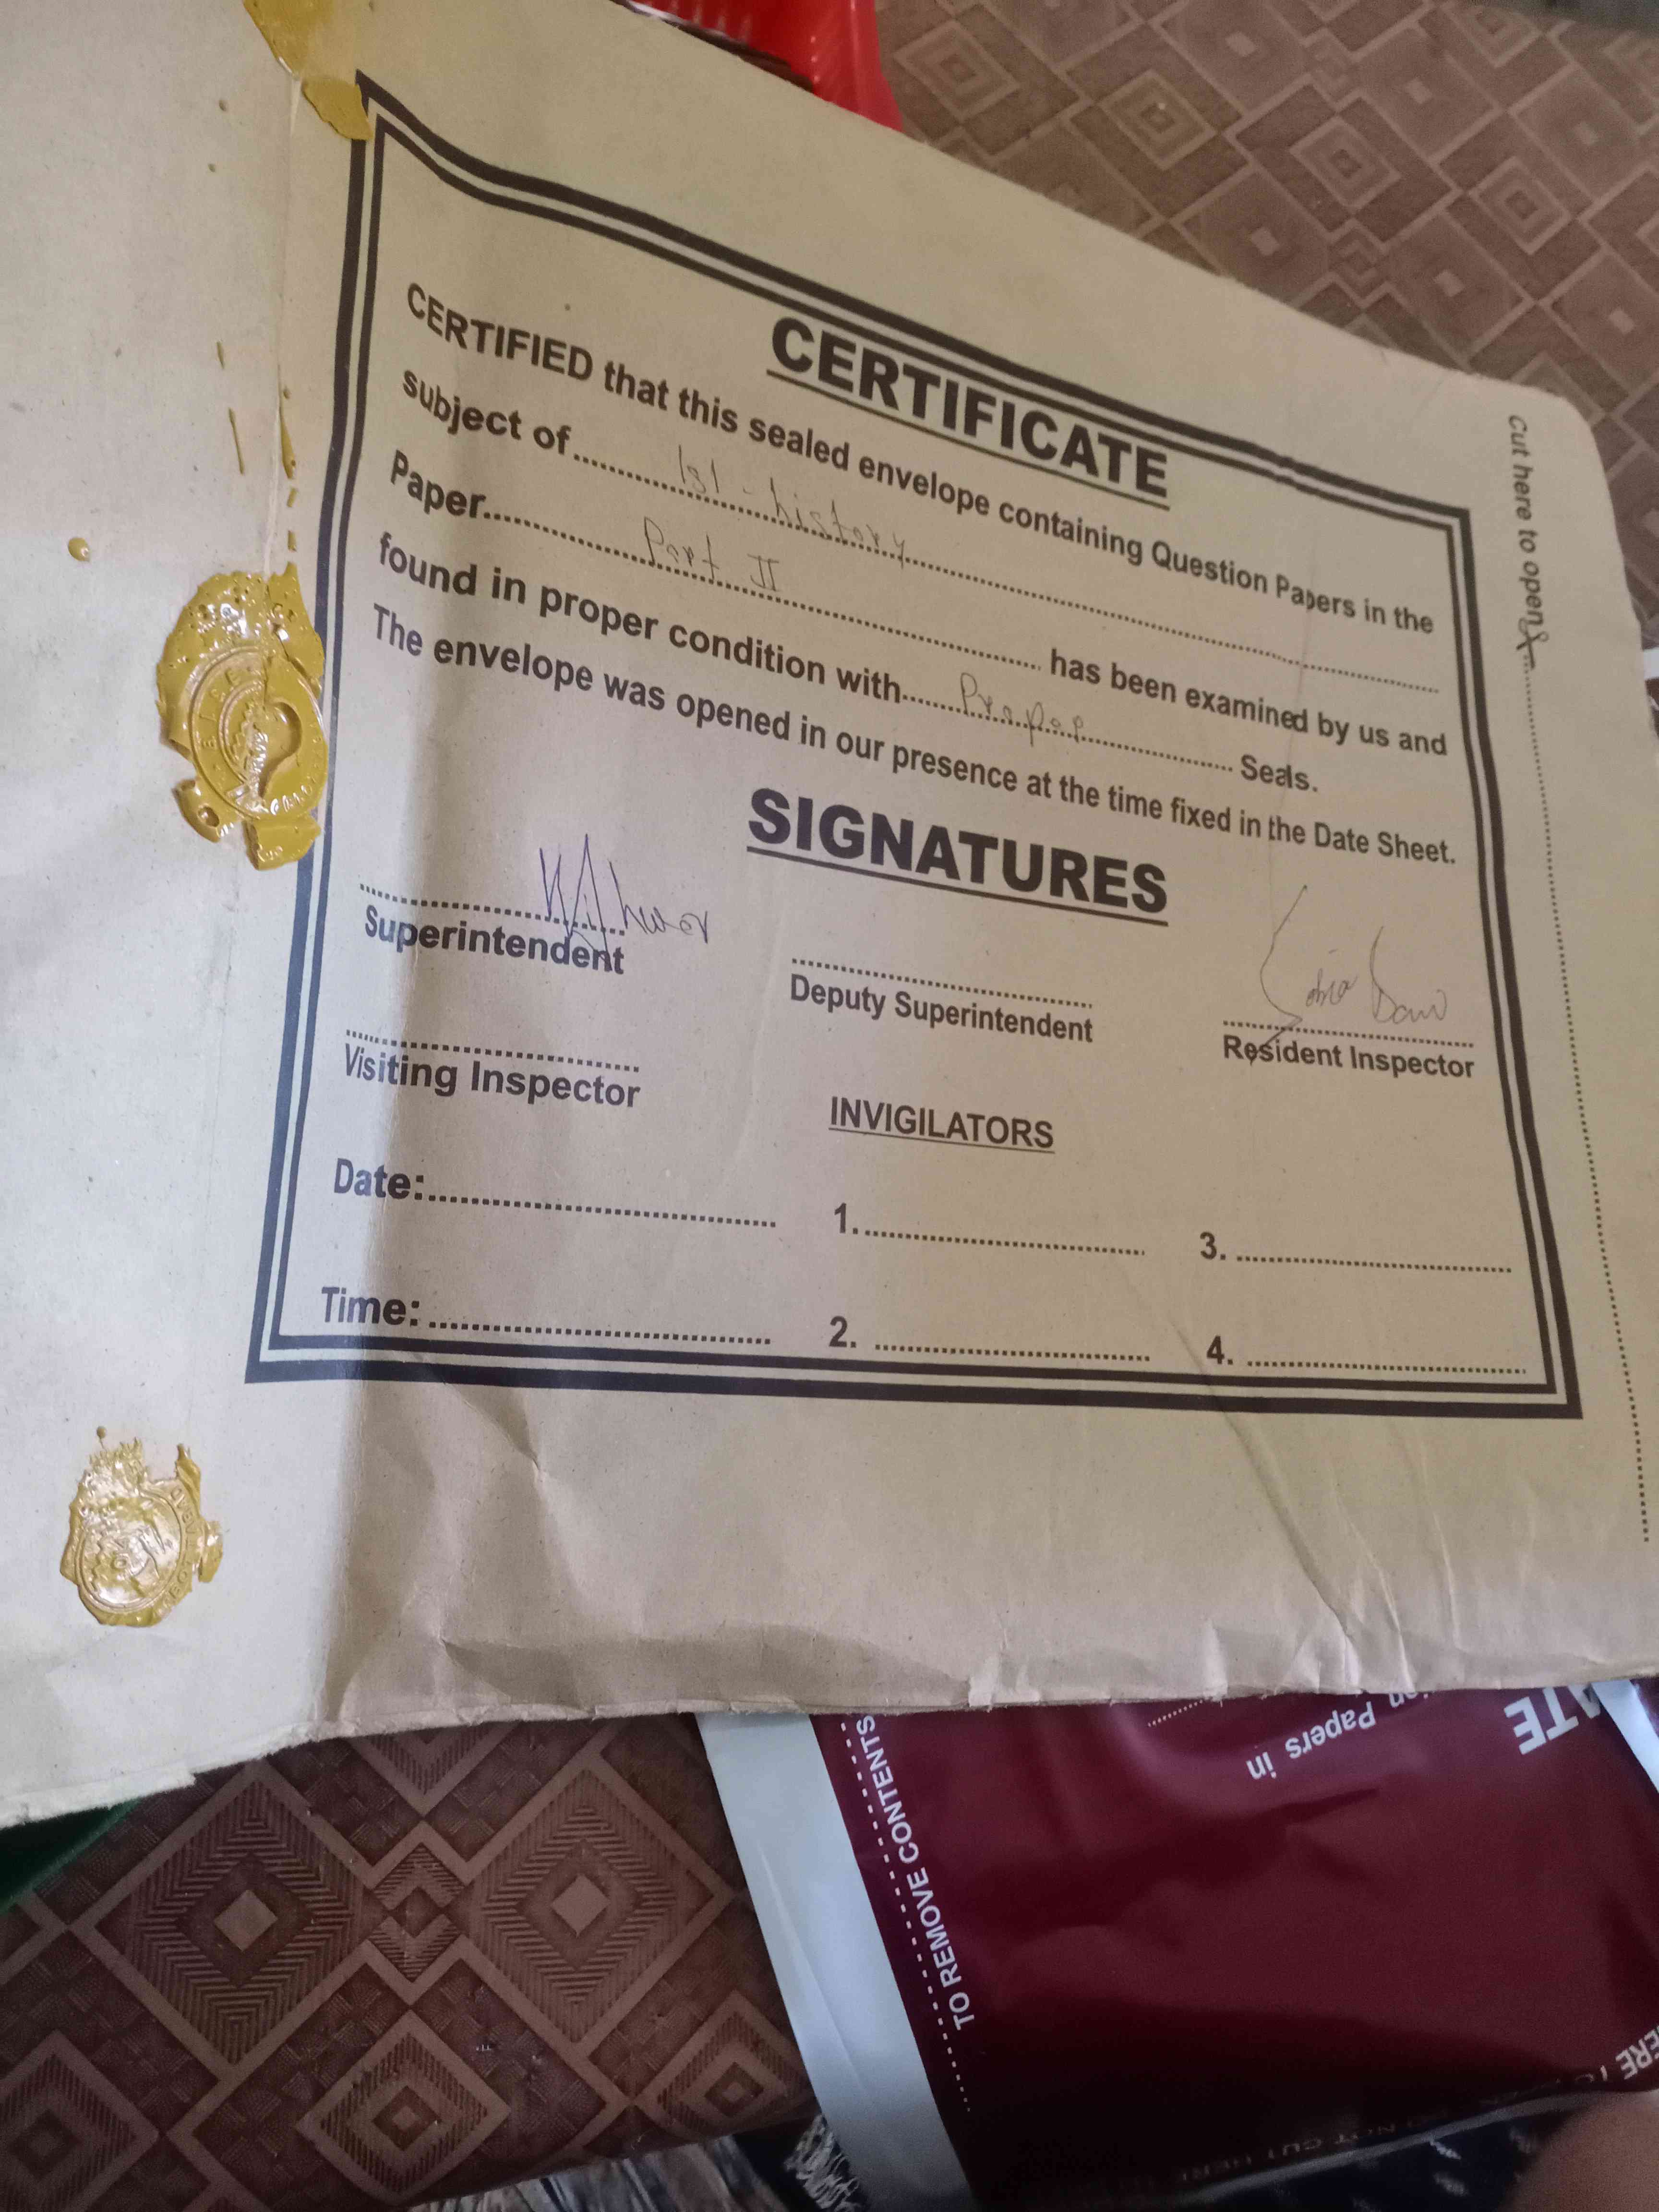 CERTIFICATE
CERTIFIED that this sealed envelope containing Question Papers in the
subject of.......... Isl - history ..........
Paper.......... Part II .......... has been examined by us and
found in proper condition with.......... Proper .......... Seals.
The envelope was opened in our presence at the time fixed in the Date Sheet.
SIGNATURES
Superintendent
Deputy Superintendent
Resident Inspector
Visiting Inspector
INVIGILATORS
Date:..........
1...........
3. ..........
Time: ..........
2. ..........
4. ..........
Cut here to open
TO REMOVE CONTENTS
Papers in